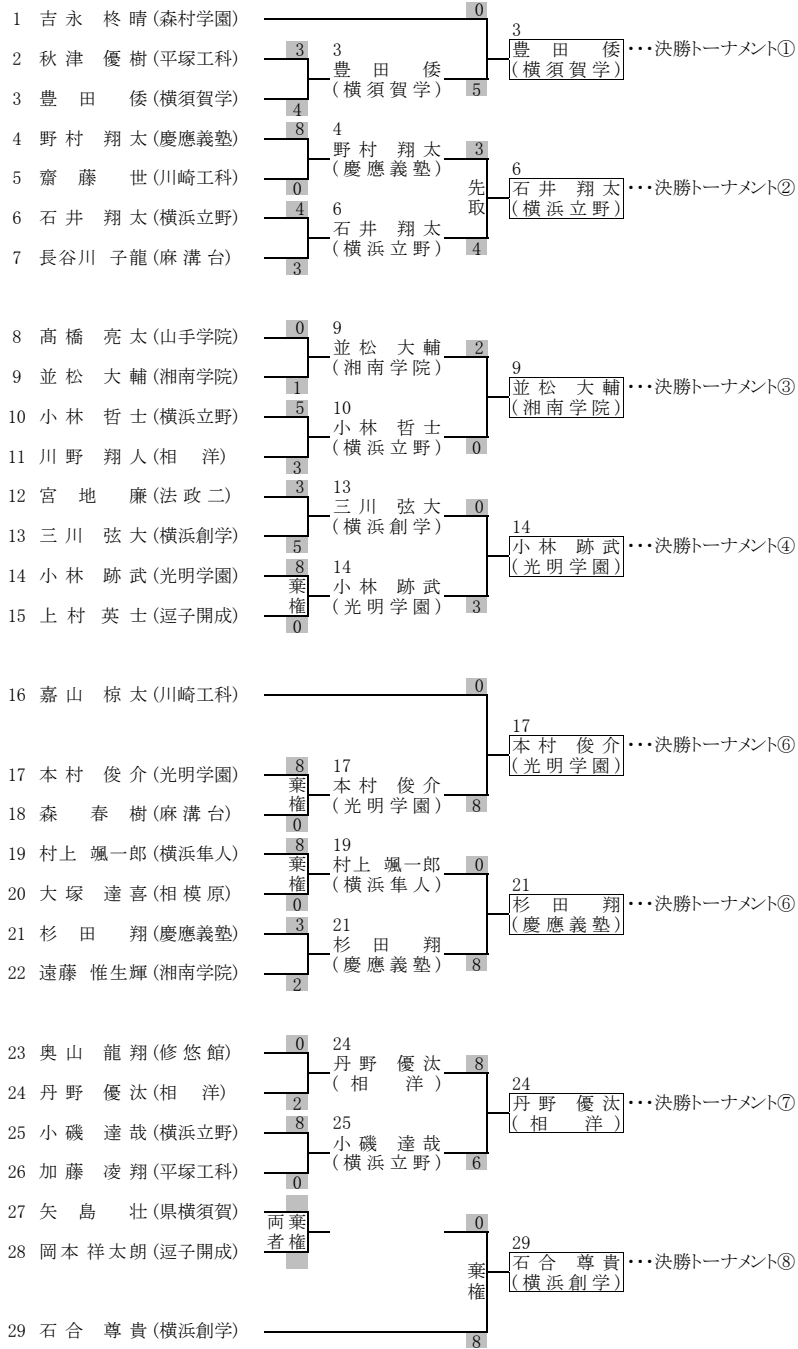 1 吉永 柊晴(森村学園) 0
3
豊田 倭 ・・・決勝トーナメント①
(横須賀学)
2 秋津 優樹(平塚工科) 3
3 豊田 倭(横須賀学) 4
3
豊田 倭
(横須賀学) 5
4 野村 翔太(慶應義塾) 8
5 齋藤 世(川崎工科) 0
4
野村 翔太 3
(慶應義塾)
先取
6
石井 翔太 ・・・決勝トーナメント②
(横浜立野)
6 石井 翔太(横浜立野) 4
7 長谷川 子龍(麻溝台) 3
6
石井 翔太
(横浜立野) 4
8 髙橋 亮太(山手学院) 0
9 並松 大輔(湘南学院) 1
9
並松 大輔 2
(湘南学院)
9
並松 大輔 ・・・決勝トーナメント③
(湘南学院)
10 小林 哲士(横浜立野) 5
11 川野 翔人(相洋) 3
10
小林 哲士
(横浜立野) 0
12 宮地 廉(法政二) 3
13 三川 弦大(横浜創学) 5
13
三川 弦大 0
(横浜創学)
14
小林 跡武 ・・・決勝トーナメント④
(光明学園)
14 小林 跡武(光明学園) 8
棄権
15 上村 英士(逗子開成) 0
14
小林 跡武
(光明学園) 3
16 嘉山 椋太(川崎工科) 0
17
本村 俊介 ・・・決勝トーナメント⑥
(光明学園)
17 本村 俊介(光明学園) 8
棄権
18 森 春樹(麻溝台) 0
17
本村 俊介
(光明学園) 8
19 村上 颯一郎(横浜隼人) 8
棄権
20 大塚 達喜(相模原) 0
19
村上 颯一郎 0
(横浜隼人)
21
杉田 翔 ・・・決勝トーナメント⑥
(慶應義塾)
21 杉田 翔(慶應義塾) 3
22 遠藤 惟生輝(湘南学院) 2
21
杉田 翔
(慶應義塾) 8
23 奥山 龍翔(修悠館) 0
24 丹野 優汰(相洋) 2
24
丹野 優汰 8
(相洋)
24
丹野 優汰 ・・・決勝トーナメント⑦
(相洋)
25 小磯 達哉(横浜立野) 8
26 加藤 凌翔(平塚工科) 0
25
小磯 達哉
(横浜立野) 6
27 矢島 壮(県横須賀)
両者棄権
28 岡本 祥太朗(逗子開成)
0
棄権
29
石合 尊貴 ・・・決勝トーナメント⑧
(横浜創学)
29 石合 尊貴(横浜創学) 8